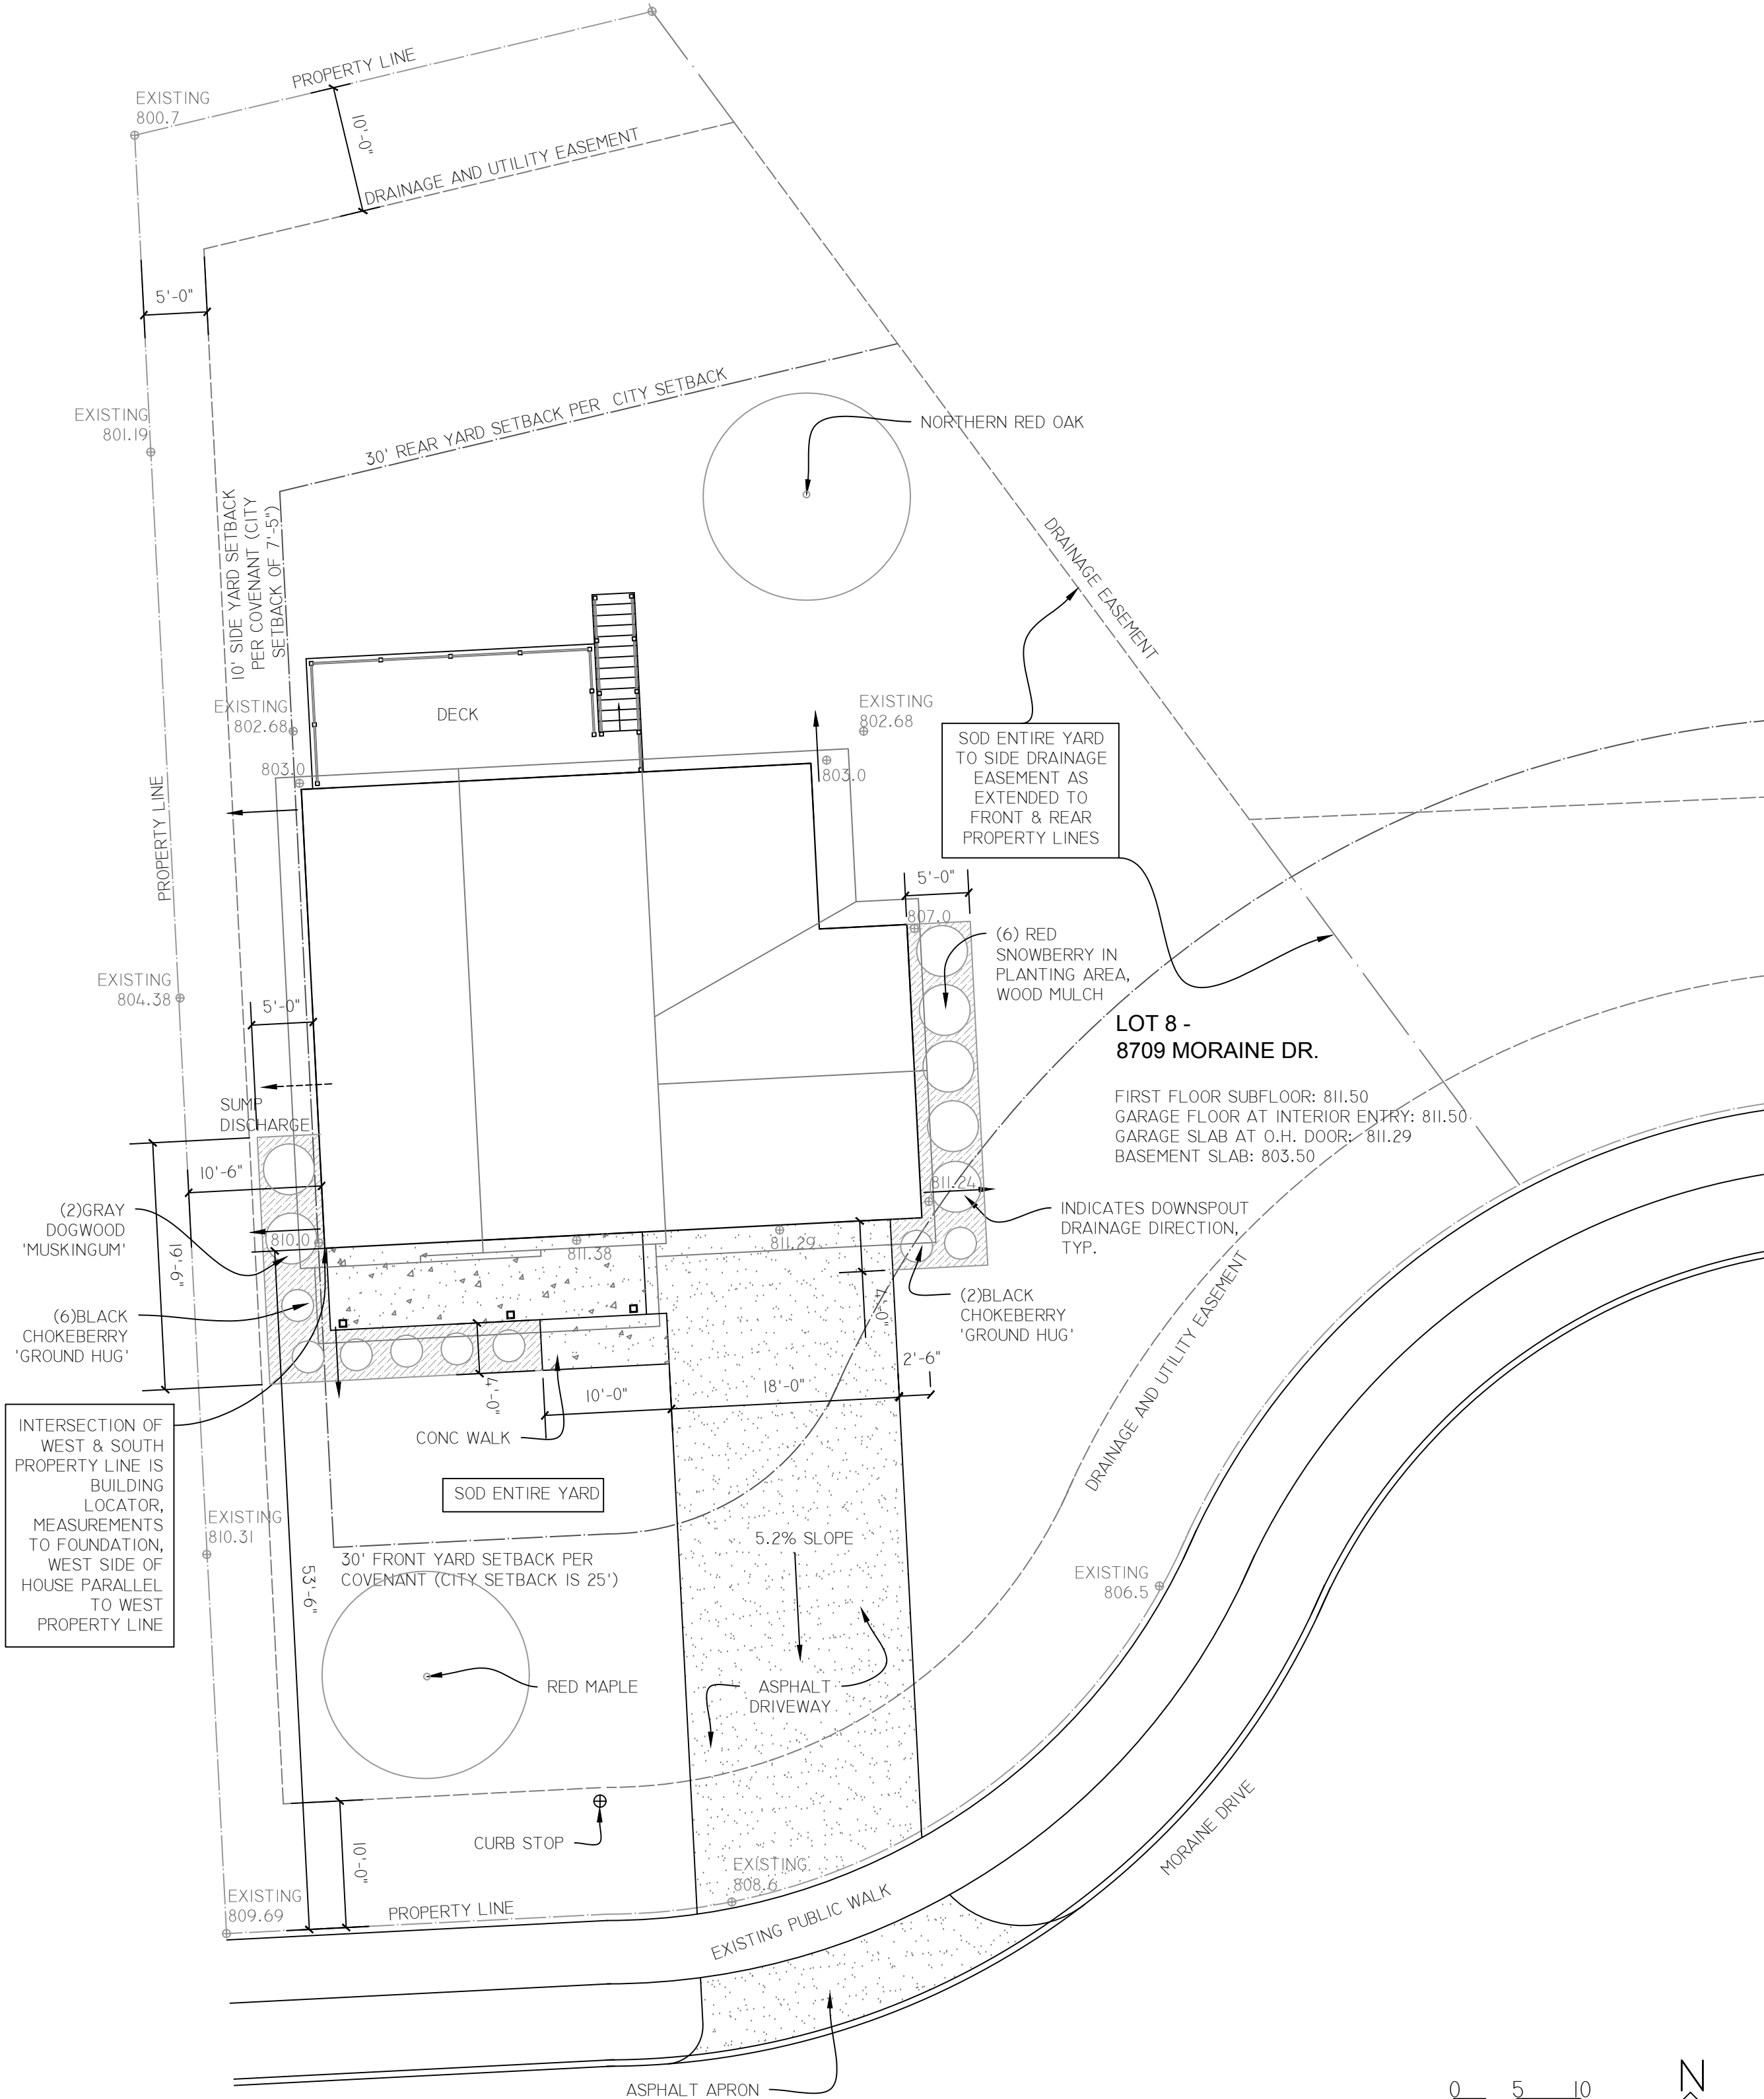 PROPERTY LINE
EXISTING
800.7
10'-0"
DRAINAGE AND UTILITY EASEMENT
5'-0"
30' REAR YARD SETBACK PER CITY SETBACK
EXISTING
801.19
NORTHERN RED OAK
10' SIDE YARD SETBACK
PER COVENANT (CITY
SETBACK OF 7'-5")
DRAINAGE EASEMENT
EXISTING
802.68
DECK
EXISTING
802.68
SOD ENTIRE YARD
TO SIDE DRAINAGE
EASEMENT AS
EXTENDED TO
FRONT & REAR
PROPERTY LINES
803.0
803.0
PROPERTY LINE
5'-0"
807.0
(6) RED
SNOWBERRY IN
PLANTING AREA,
WOOD MULCH
EXISTING
804.38
5'-0"
LOT 8 -
8709 MORAINE DR.
FIRST FLOOR SUBFLOOR: 811.50
GARAGE FLOOR AT INTERIOR ENTRY: 811.50
GARAGE SLAB AT O.H. DOOR: 811.29
BASEMENT SLAB: 803.50
SUMP
DISCHARGE
10'-6"
811.24
(2)GRAY
DOGWOOD
'MUSKINGUM'
INDICATES DOWNSPOUT
DRAINAGE DIRECTION,
TYP.
810.0
811.38
811.29
19'-6"
(6)BLACK
CHOKEBERRY
'GROUND HUG'
4'-0"
(2)BLACK
CHOKEBERRY
'GROUND HUG'
DRAINAGE AND UTILITY EASEMENT
2'-6"
4'-0"
10'-0"
18'-0"
INTERSECTION OF
WEST & SOUTH
PROPERTY LINE IS
BUILDING
LOCATOR,
MEASUREMENTS
TO FOUNDATION,
WEST SIDE OF
HOUSE PARALLEL
TO WEST
PROPERTY LINE
CONC WALK
SOD ENTIRE YARD
EXISTING
810.31
5.2% SLOPE
30' FRONT YARD SETBACK PER
COVENANT (CITY SETBACK IS 25')
53'-6"
EXISTING
806.5
RED MAPLE
ASPHALT
DRIVEWAY
CURB STOP
10'-0"
MORAINE DRIVE
EXISTING
808.6
EXISTING
809.69
PROPERTY LINE
EXISTING PUBLIC WALK
ASPHALT APRON
0 5 10
N